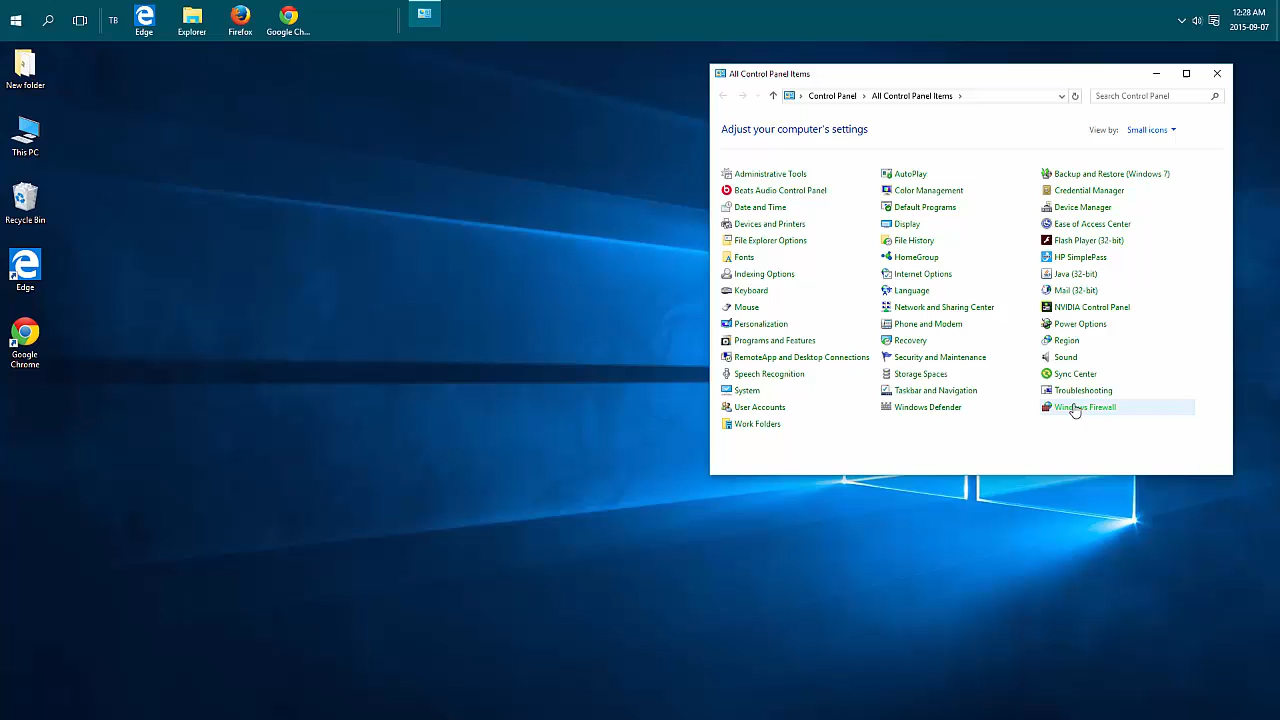 TB
Edge
Explorer
Firefox
Google Ch...
12:28 AM
2015-09-07
New folder
This PC
Recycle Bin
Edge
Google
Chrome
All Control Panel Items
Control Panel > All Control Panel Items >
Search Control Panel
Adjust your computer's settings
View by: Small icons
Administrative Tools
AutoPlay
Backup and Restore (Windows 7)
Beats Audio Control Panel
Color Management
Credential Manager
Date and Time
Default Programs
Device Manager
Devices and Printers
Display
Ease of Access Center
File Explorer Options
File History
Flash Player (32-bit)
Fonts
HomeGroup
HP SimplePass
Indexing Options
Internet Options
Java (32-bit)
Keyboard
Language
Mail (32-bit)
Mouse
Network and Sharing Center
NVIDIA Control Panel
Personalization
Phone and Modem
Power Options
Programs and Features
Recovery
Region
RemoteApp and Desktop Connections
Security and Maintenance
Sound
Speech Recognition
Storage Spaces
Sync Center
System
Taskbar and Navigation
Troubleshooting
User Accounts
Windows Defender
Windows Firewall
Work Folders